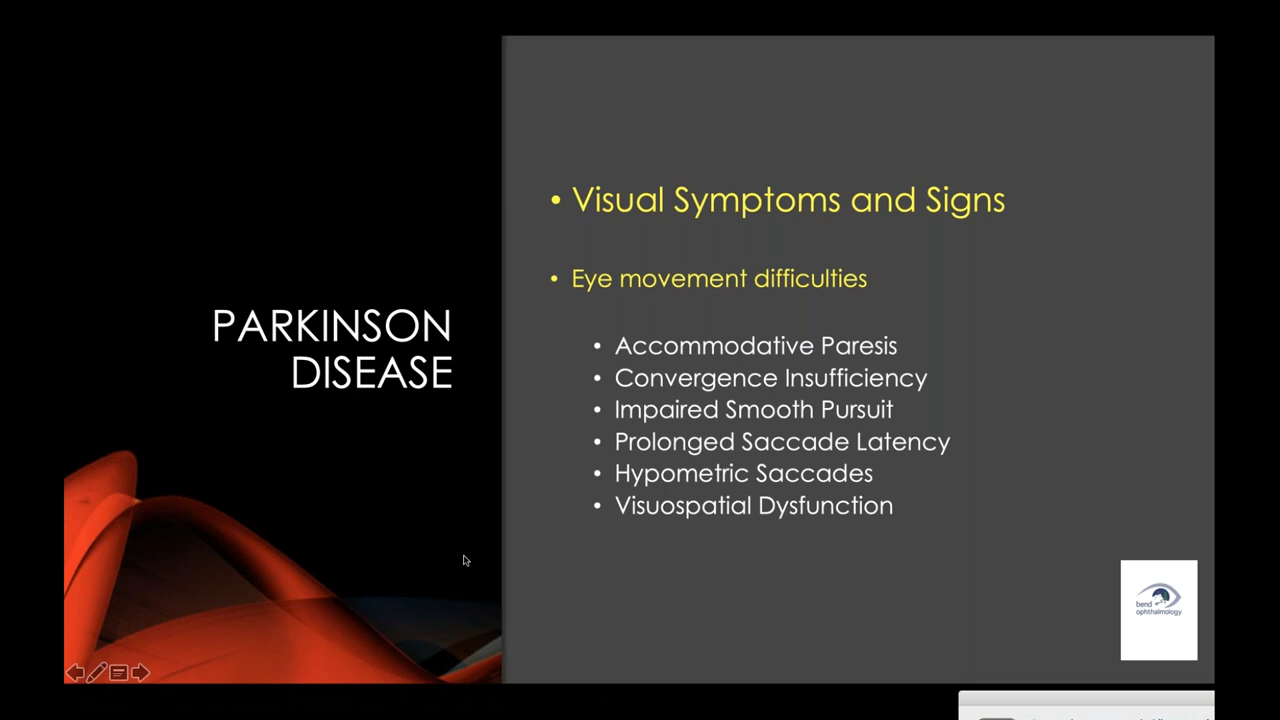 PARKINSON
DISEASE
• Visual Symptoms and Signs
• Eye movement difficulties
• Accommodative Paresis
• Convergence Insufficiency
• Impaired Smooth Pursuit
• Prolonged Saccade Latency
• Hypometric Saccades
• Visuospatial Dysfunction
bend
ophthalmology